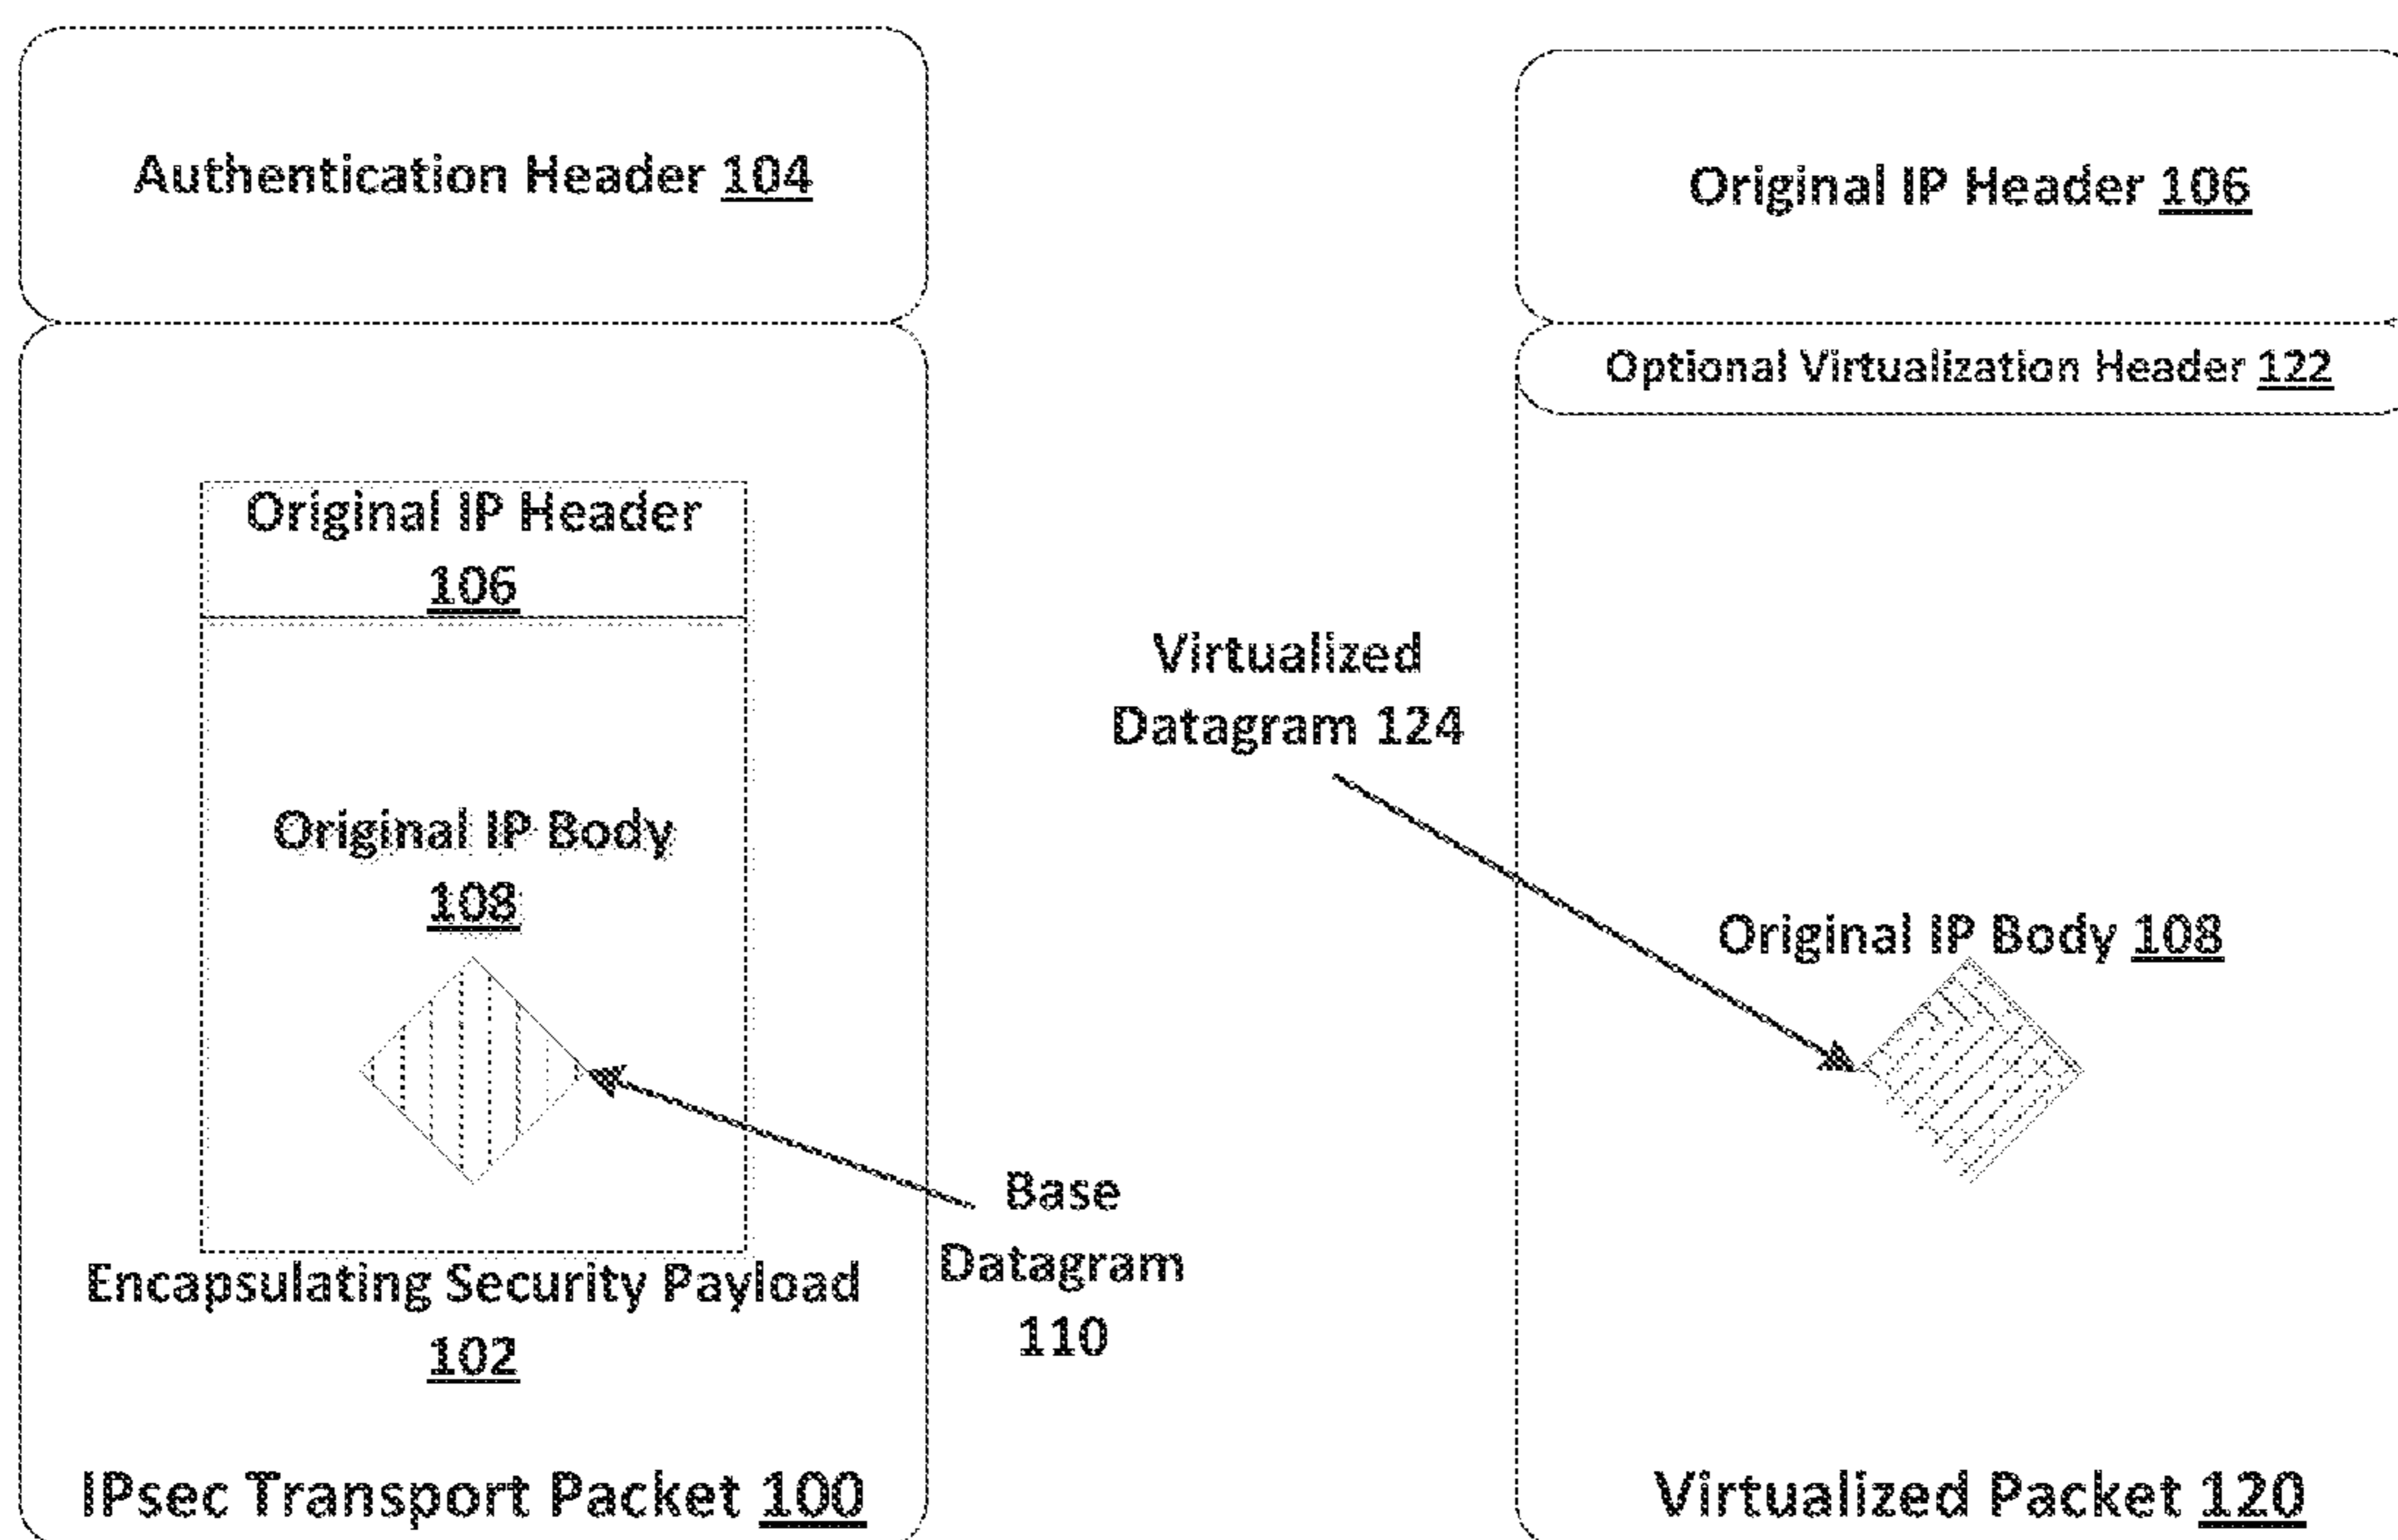 Authentication Header 104
Original IP Header
106
Original IP Body
108
Encapsulating Security Payload
102
IPsec Transport Packet 100
Base
Datagram
110
Virtualized
Datagram 124
Original IP Header 106
Optional Virtualization Header 122
Original IP Body 108
Virtualized Packet 120